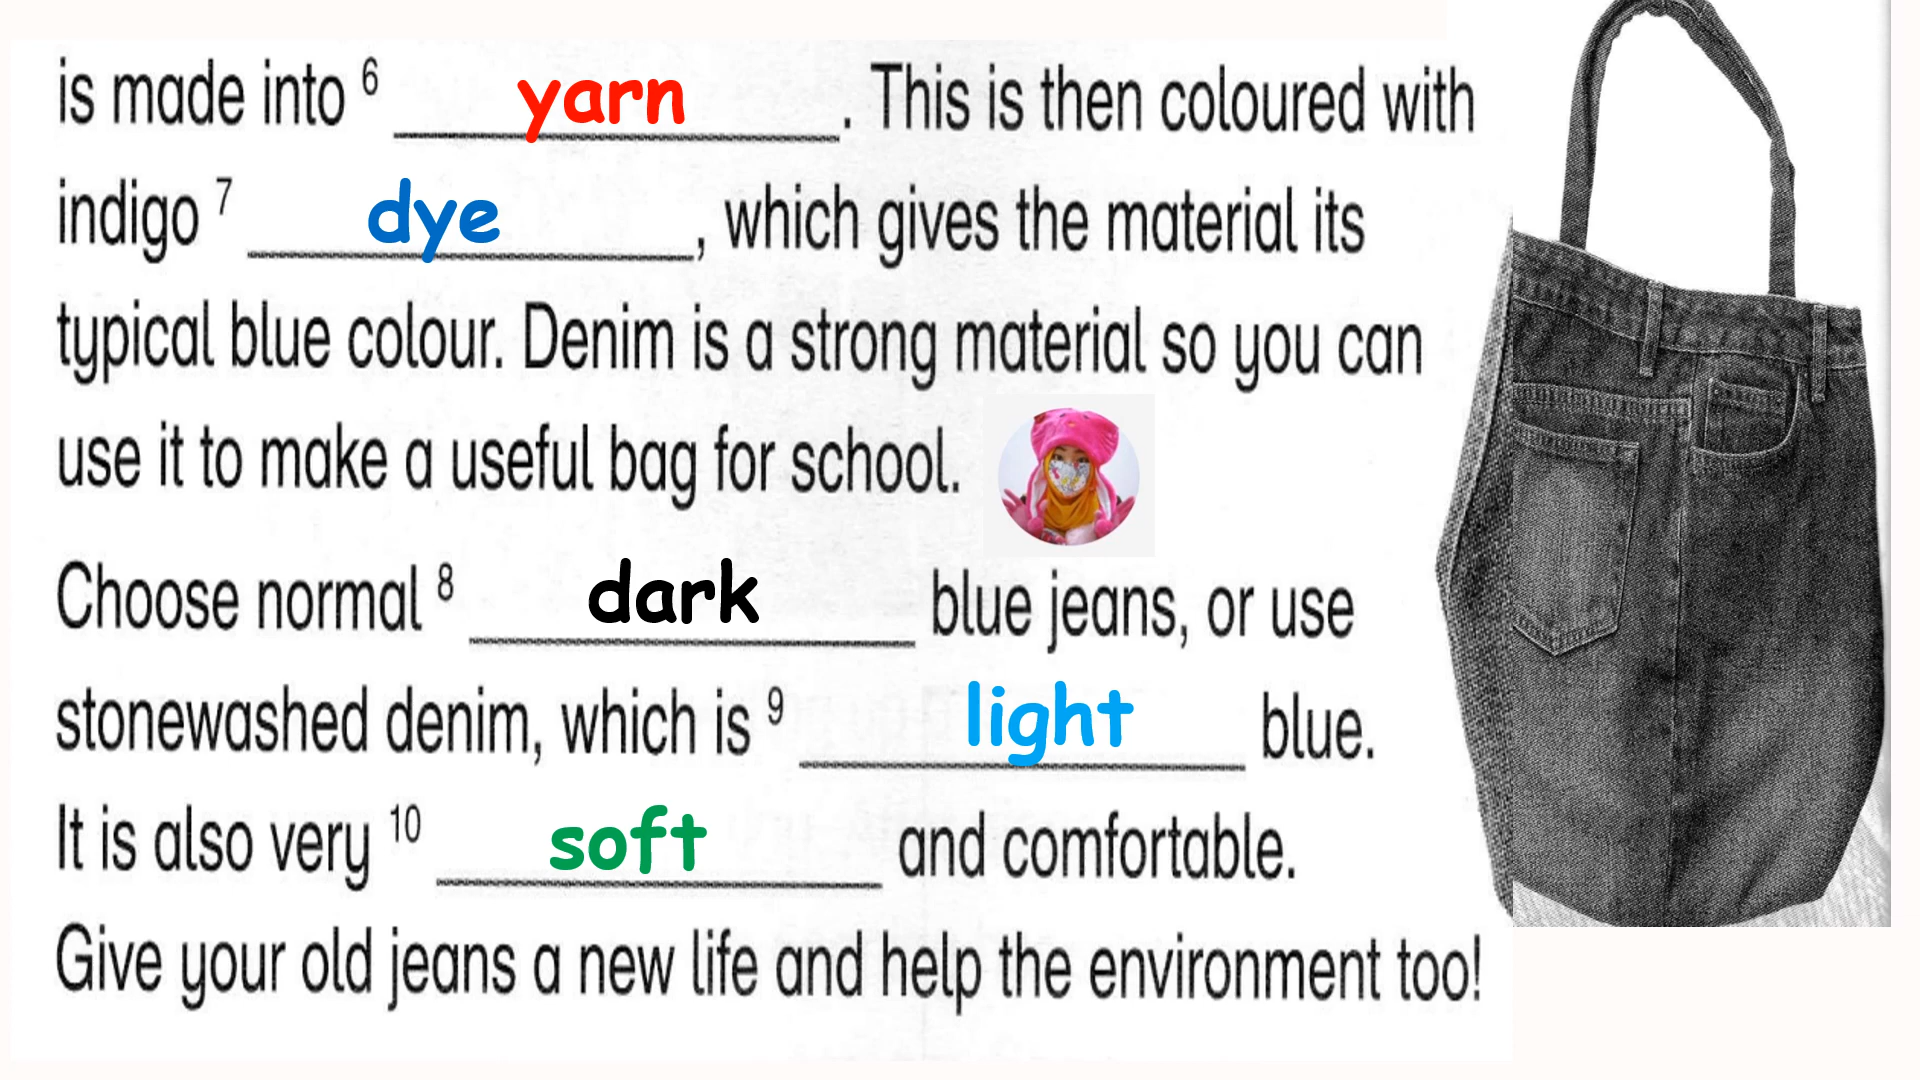 is made into 6 yarn. This is then coloured with
indigo 7 dye, which gives the material its
typical blue colour. Denim is a strong material so you can
use it to make a useful bag for school.
Choose normal 8 dark blue jeans, or use
stonewashed denim, which is 9 light blue.
It is also very 10 soft and comfortable.
Give your old jeans a new life and help the environment too!